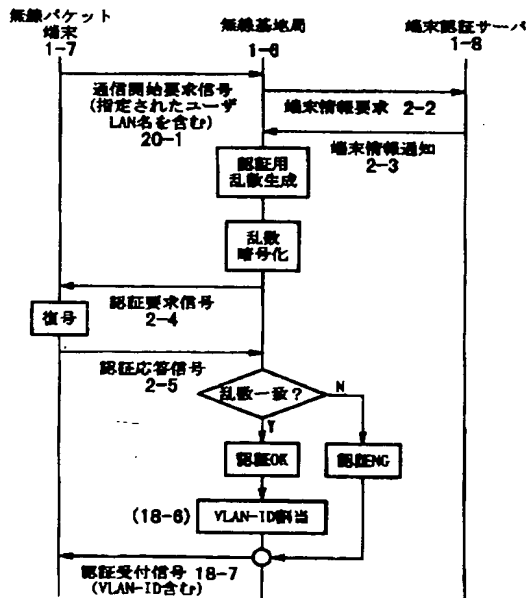 無線パケット
端末
1-7
無線基地局
1-6
端末認証サーバ
1-8
通信開始要求信号
(指定されたユーザ
LAN名を含む)
20-1
端末情報要求 2-2
端末情報通知
2-3
認証用
乱数生成
乱数
暗号化
認証要求信号
2-4
復号
認証応答信号
2-5
乱数一致?
N
Y
認証OK
認証NG
(18-6)
VLAN-ID割当
認証受付信号 18-7
(VLAN-ID含む)